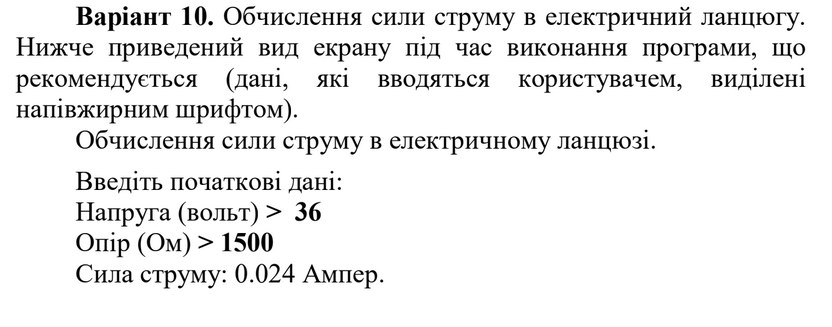 Варіант 10. Обчислення сили струму в електричний ланцюгу.
Нижче приведений вид екрану під час виконання програми, що
рекомендується (дані, які вводяться користувачем, виділені
напівжирним шрифтом).
Обчислення сили струму в електричному ланцюзі.
Введіть початкові дані:
Напруга (вольт) > 36
Опір (Ом) > 1500
Сила струму: 0.024 Ампер.